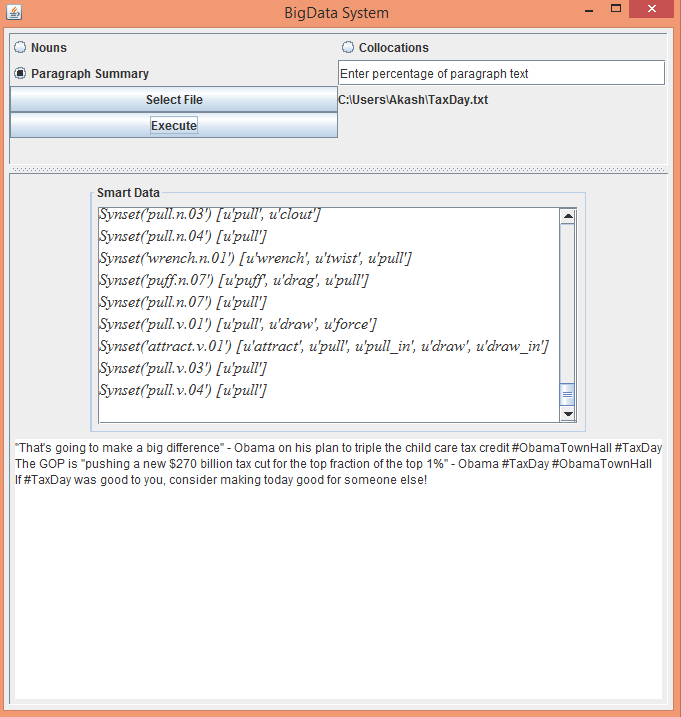 BigData System
Nouns
Collocations
Paragraph Summary
Enter percentage of paragraph text
Select File
C:\Users\Akash\TaxDay.txt
Execute
Smart Data
Synset('pull.n.03') [u'pull', u'clout']
Synset('pull.n.04') [u'pull']
Synset('wrench.n.01') [u'wrench', u'twist', u'pull']
Synset('puff.n.07') [u'puff', u'drag', u'pull']
Synset('pull.n.07') [u'pull']
Synset('pull.v.01') [u'pull', u'draw', u'force']
Synset('attract.v.01') [u'attract', u'pull', u'pull_in', u'draw', u'draw_in']
Synset('pull.v.03') [u'pull']
Synset('pull.v.04') [u'pull']
"That's going to make a big difference" - Obama on his plan to triple the child care tax credit #ObamaTownHall #TaxDay
The GOP is "pushing a new $270 billion tax cut for the top fraction of the top 1%" - Obama #TaxDay #ObamaTownHall
If #TaxDay was good to you, consider making today good for someone else!